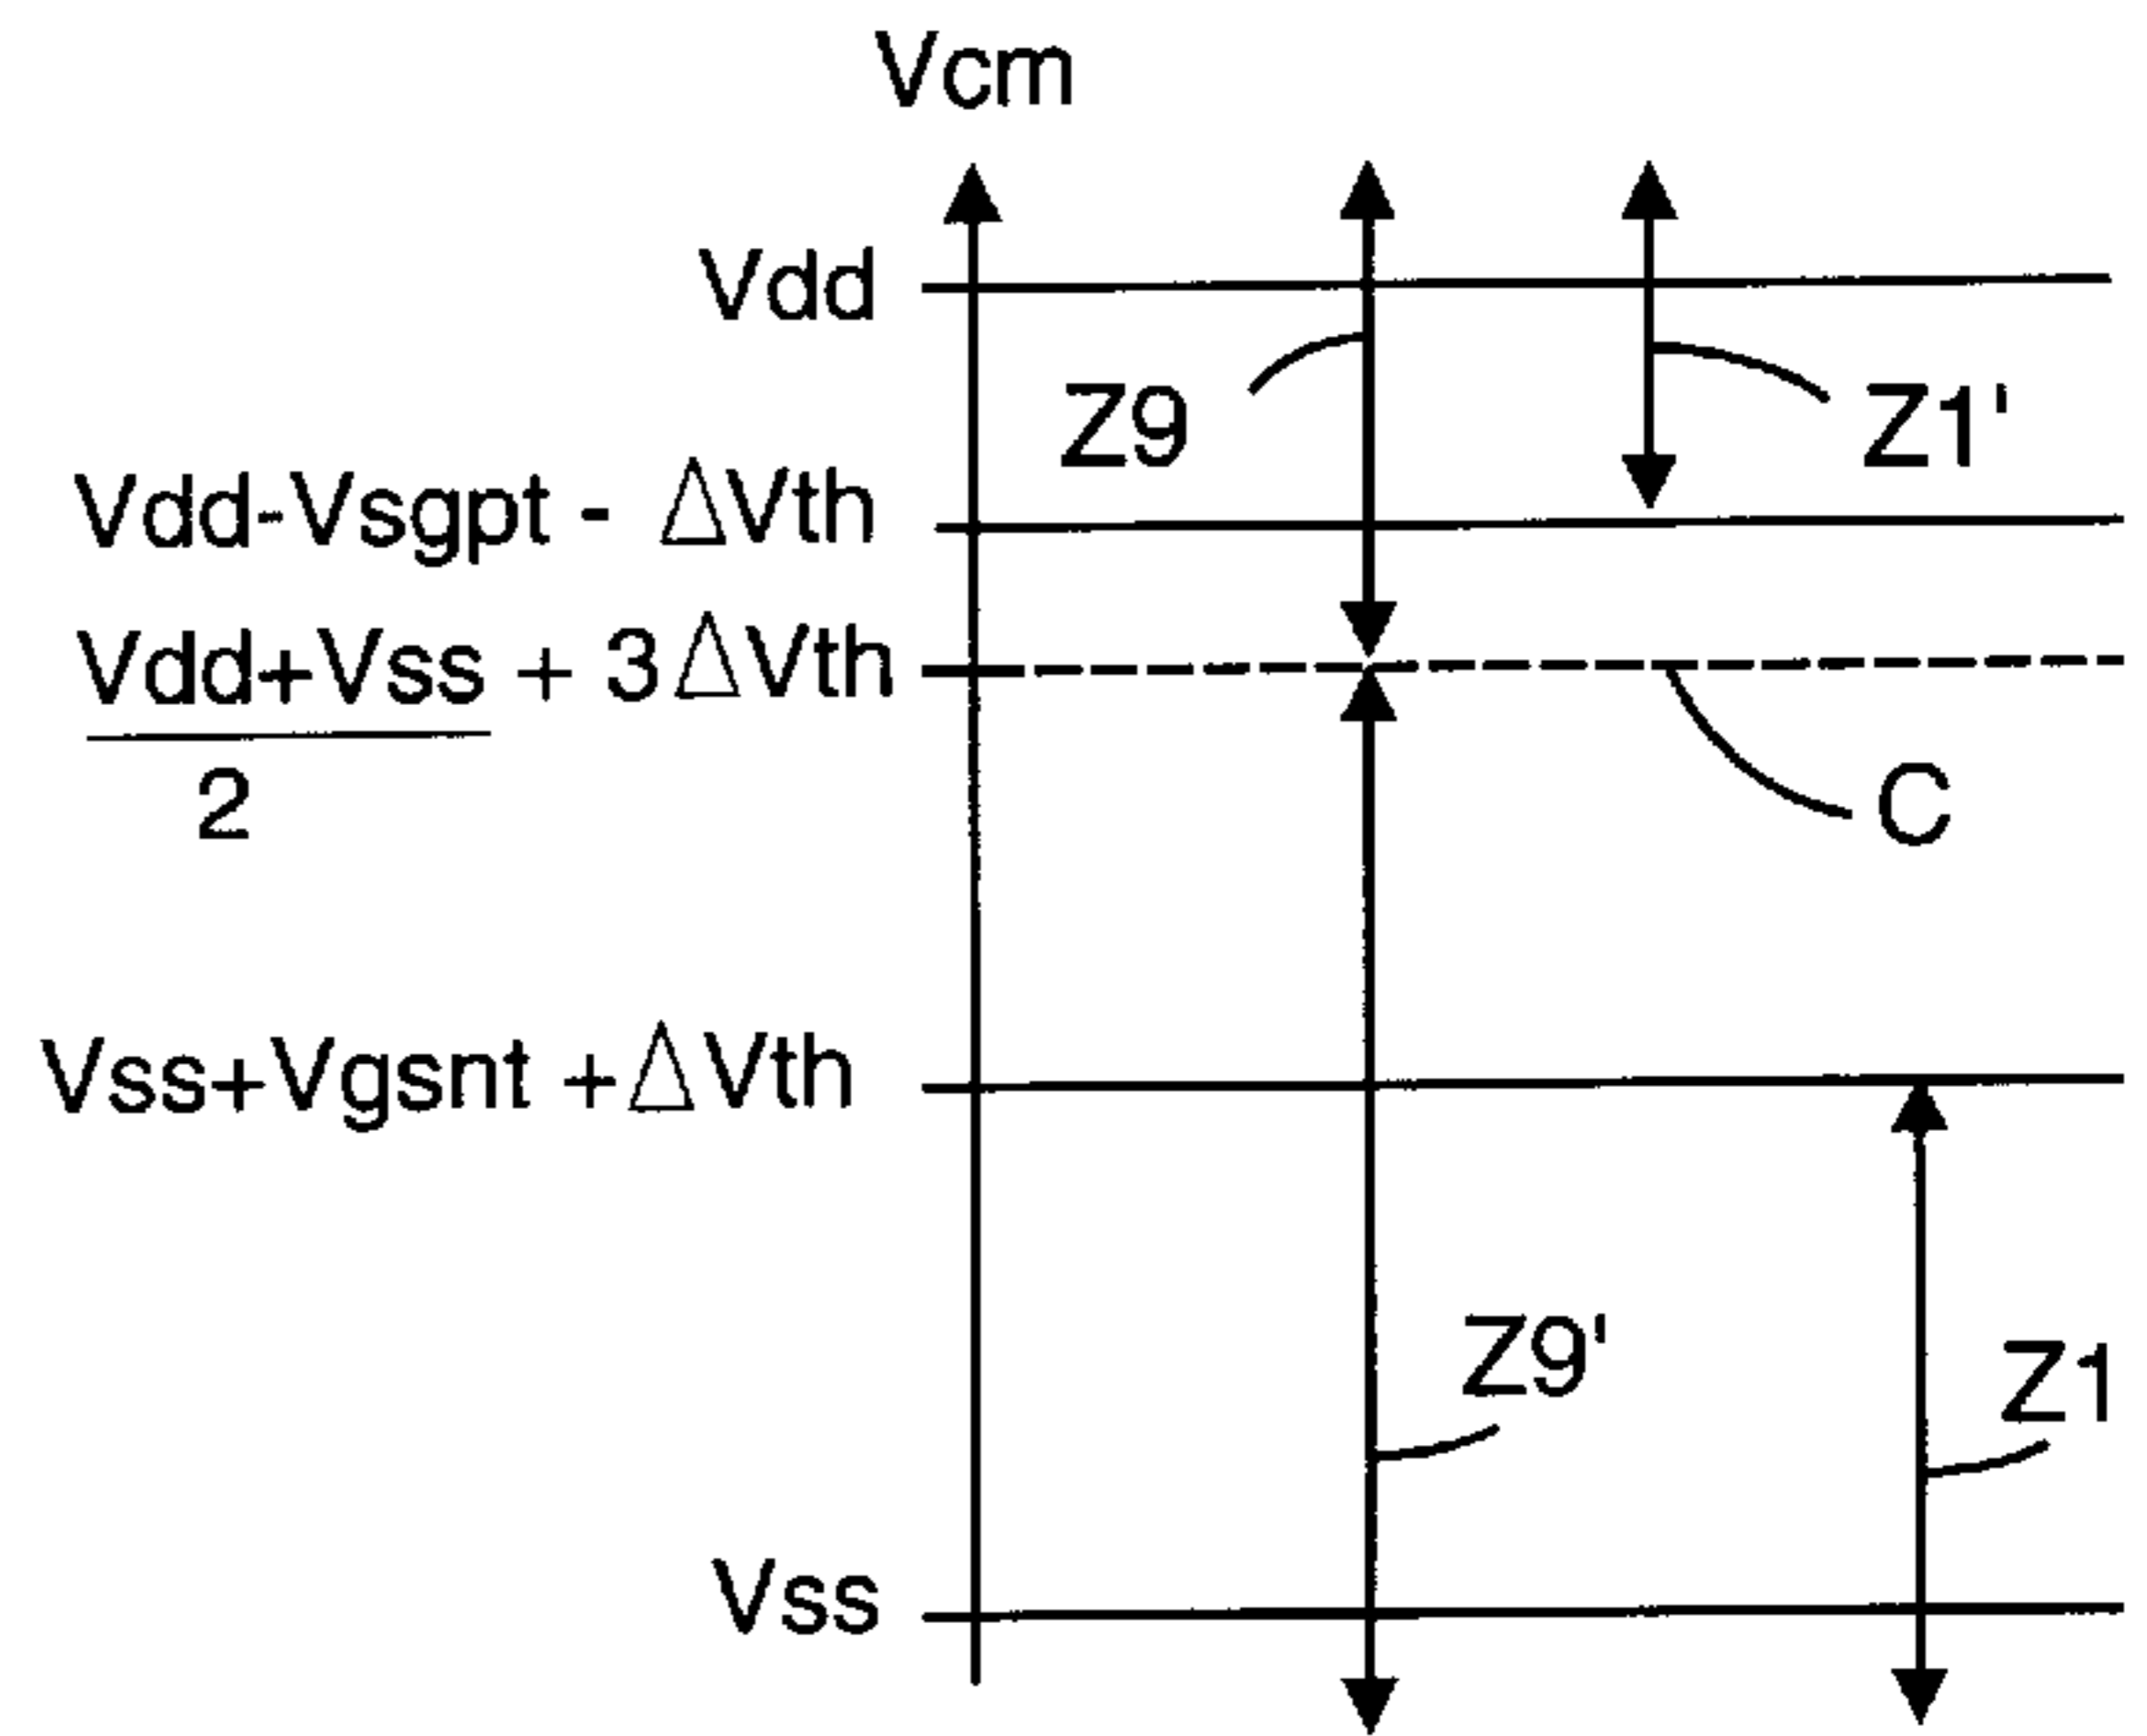 Vcm
Vdd
Z9
Z1'
Vdd-Vsgpt - ΔVth
Vdd+Vss + 3ΔVth
2
C
Vss+Vgsnt +ΔVth
Z9'
Z1
Vss